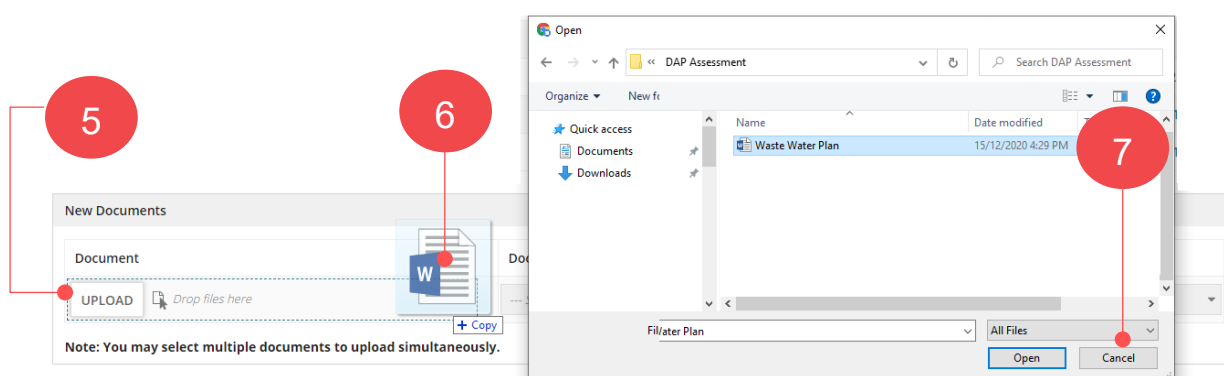 Open
« DAP Assessment
Search DAP Assessment
Organize
New fo
Quick access
Documents
Downloads
Name
Date modified
Waste Water Plan
15/12/2020 4:29 PM
5
6
7
New Documents
Document
Doc
UPLOAD
Drop files here
W
+ Copy
Note: You may select multiple documents to upload simultaneously.
ater Plan
All Files
Open
Cancel